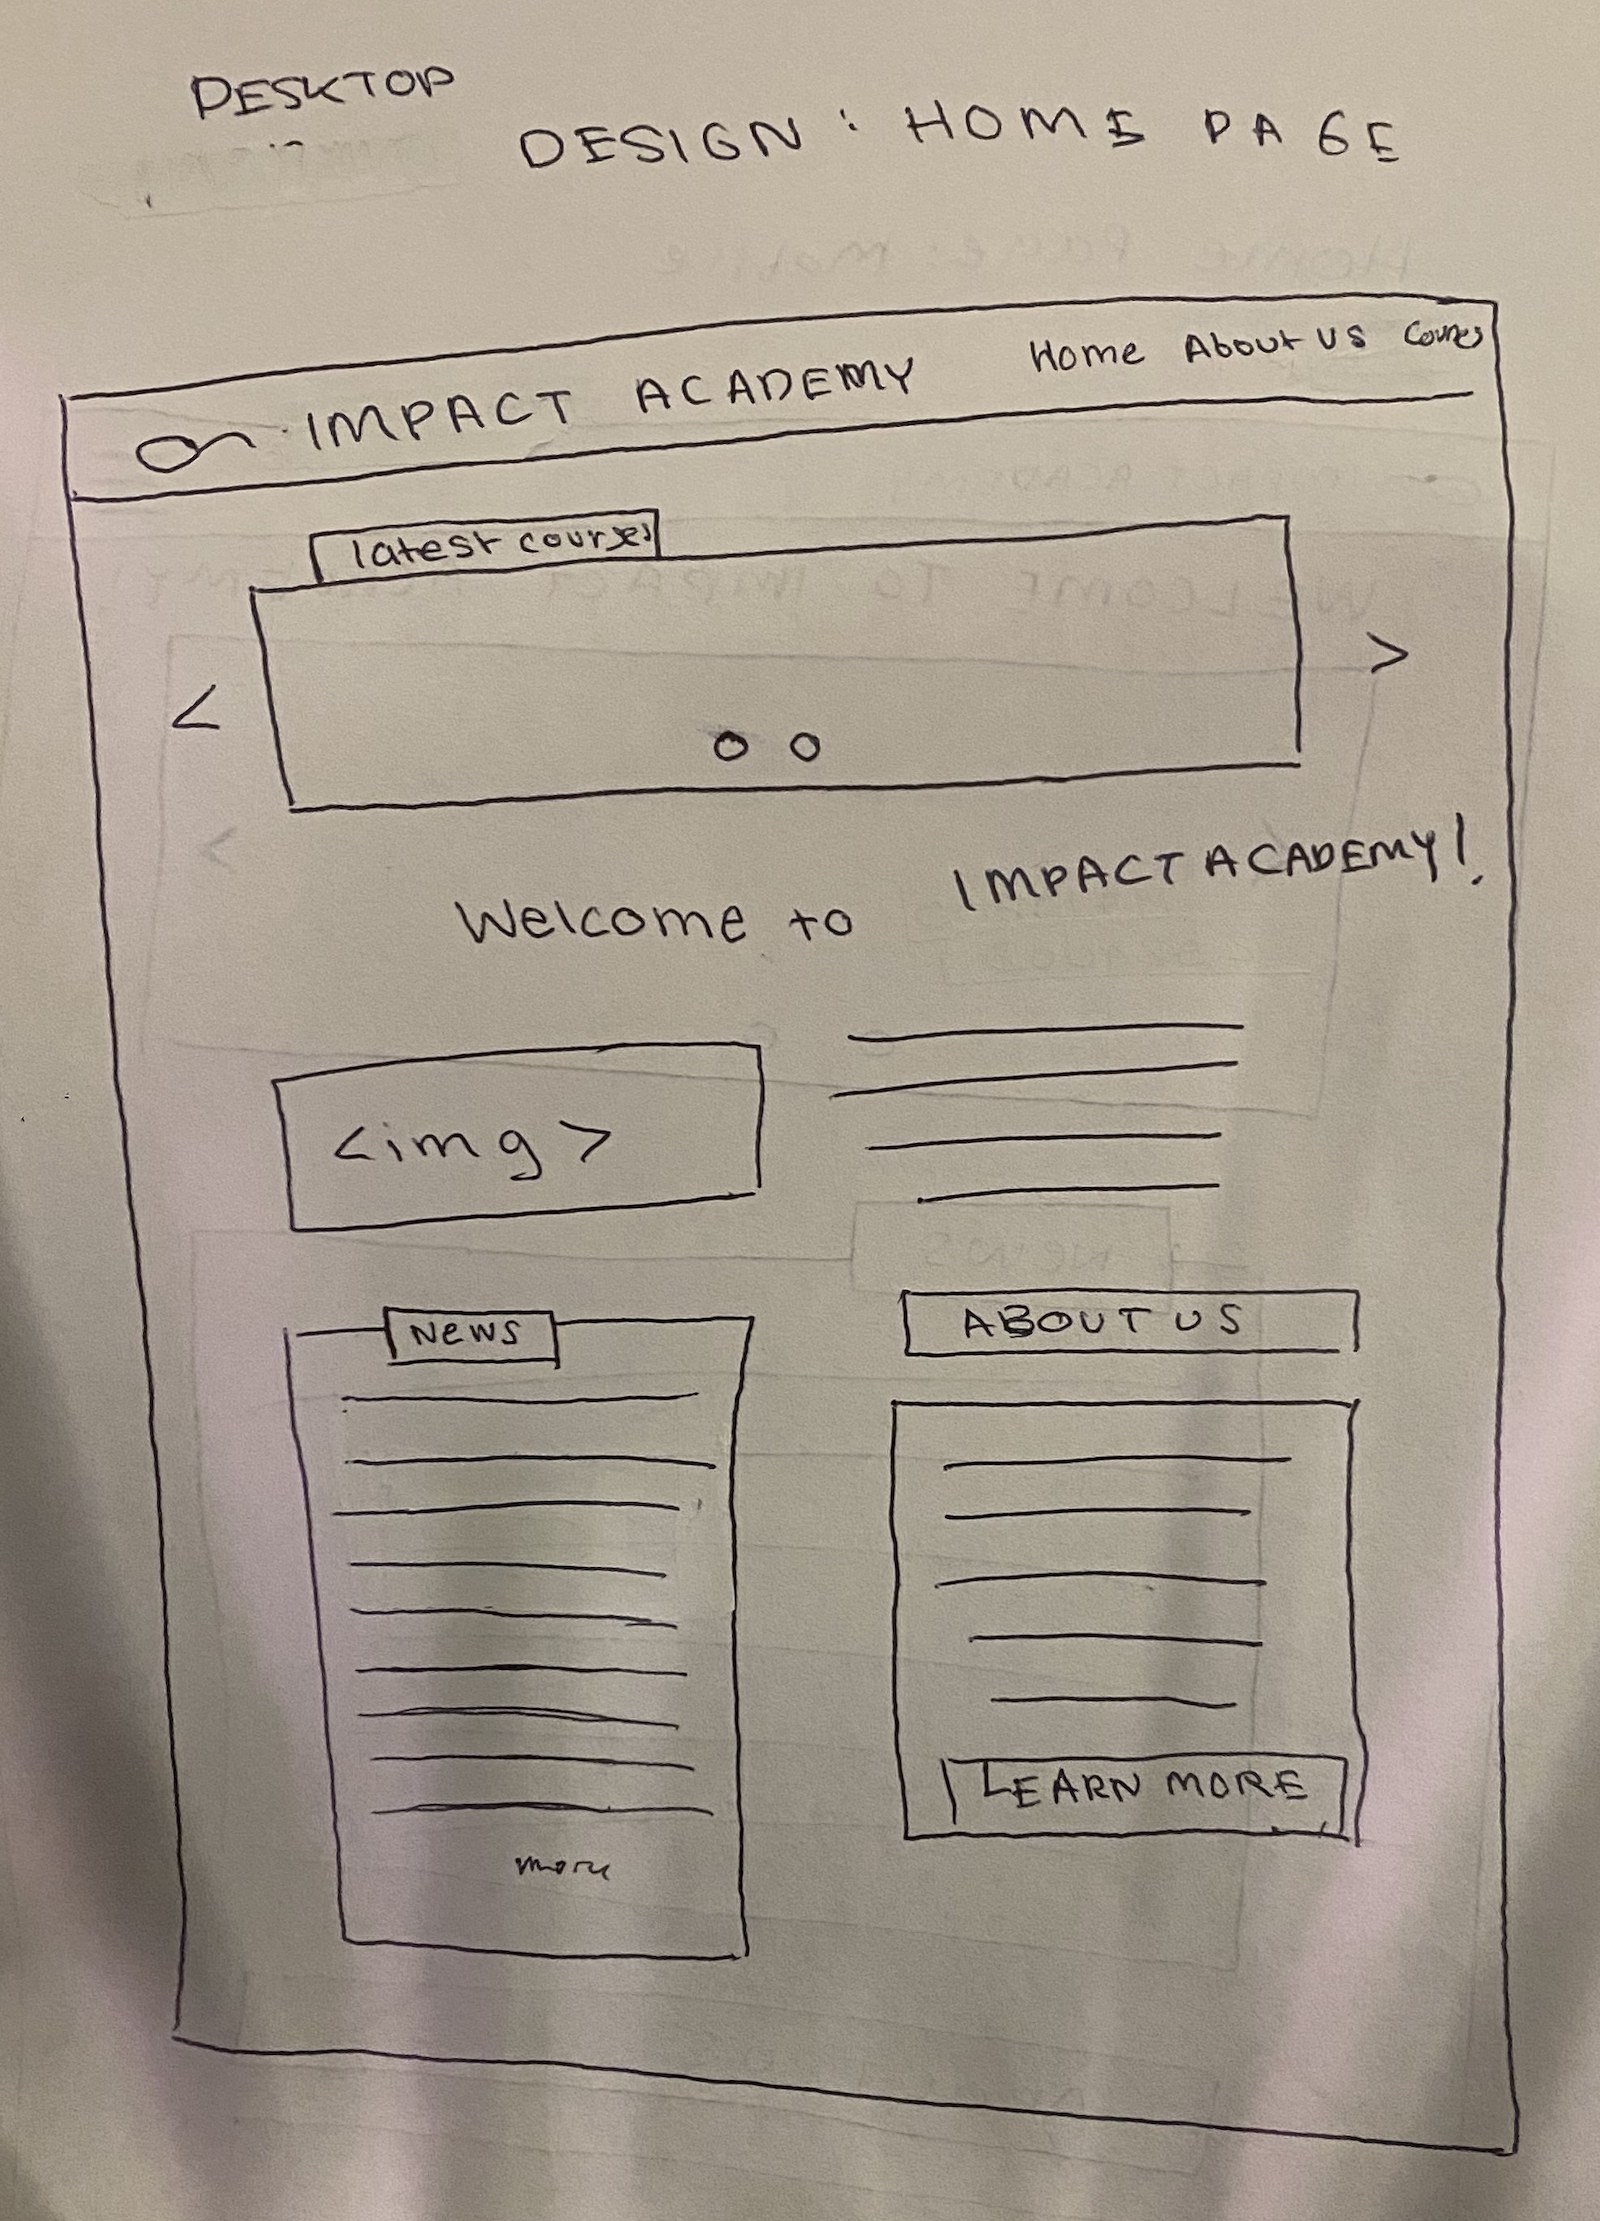 DESKTOP
DESIGN : HOME PAGE
IMPACT ACADEMY Home About US Courses
latest courses
< >
Welcome to IMPACT ACADEMY!
<img>
NEWS ABOUT US
LEARN MORE
more